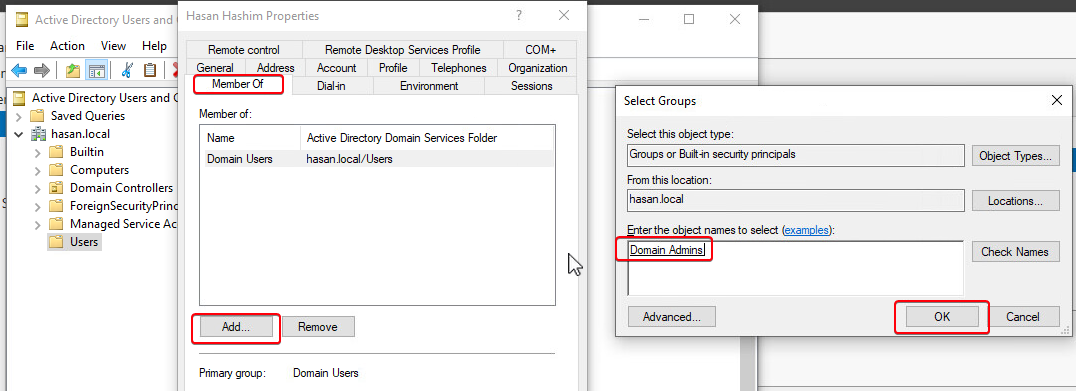 Active Directory Users and C
File Action View Help
Active Directory Users and C
Saved Queries
hasan.local
Builtin
Computers
Domain Controllers
ForeignSecurityPrinc
Managed Service Ac
Users
Hasan Hashim Properties
? ×
Remote control Remote Desktop Services Profile COM+
General Address Account Profile Telephones Organization
Member Of Dial-in Environment Sessions
Member of:
Name Active Directory Domain Services Folder
Domain Users hasan.local/Users
Add... Remove
Primary group: Domain Users
Select Groups
Select this object type:
Groups or Built-in security principals Object Types...
From this location:
hasan.local Locations...
Enter the object names to select (examples):
Domain Admins Check Names
Advanced... OK Cancel